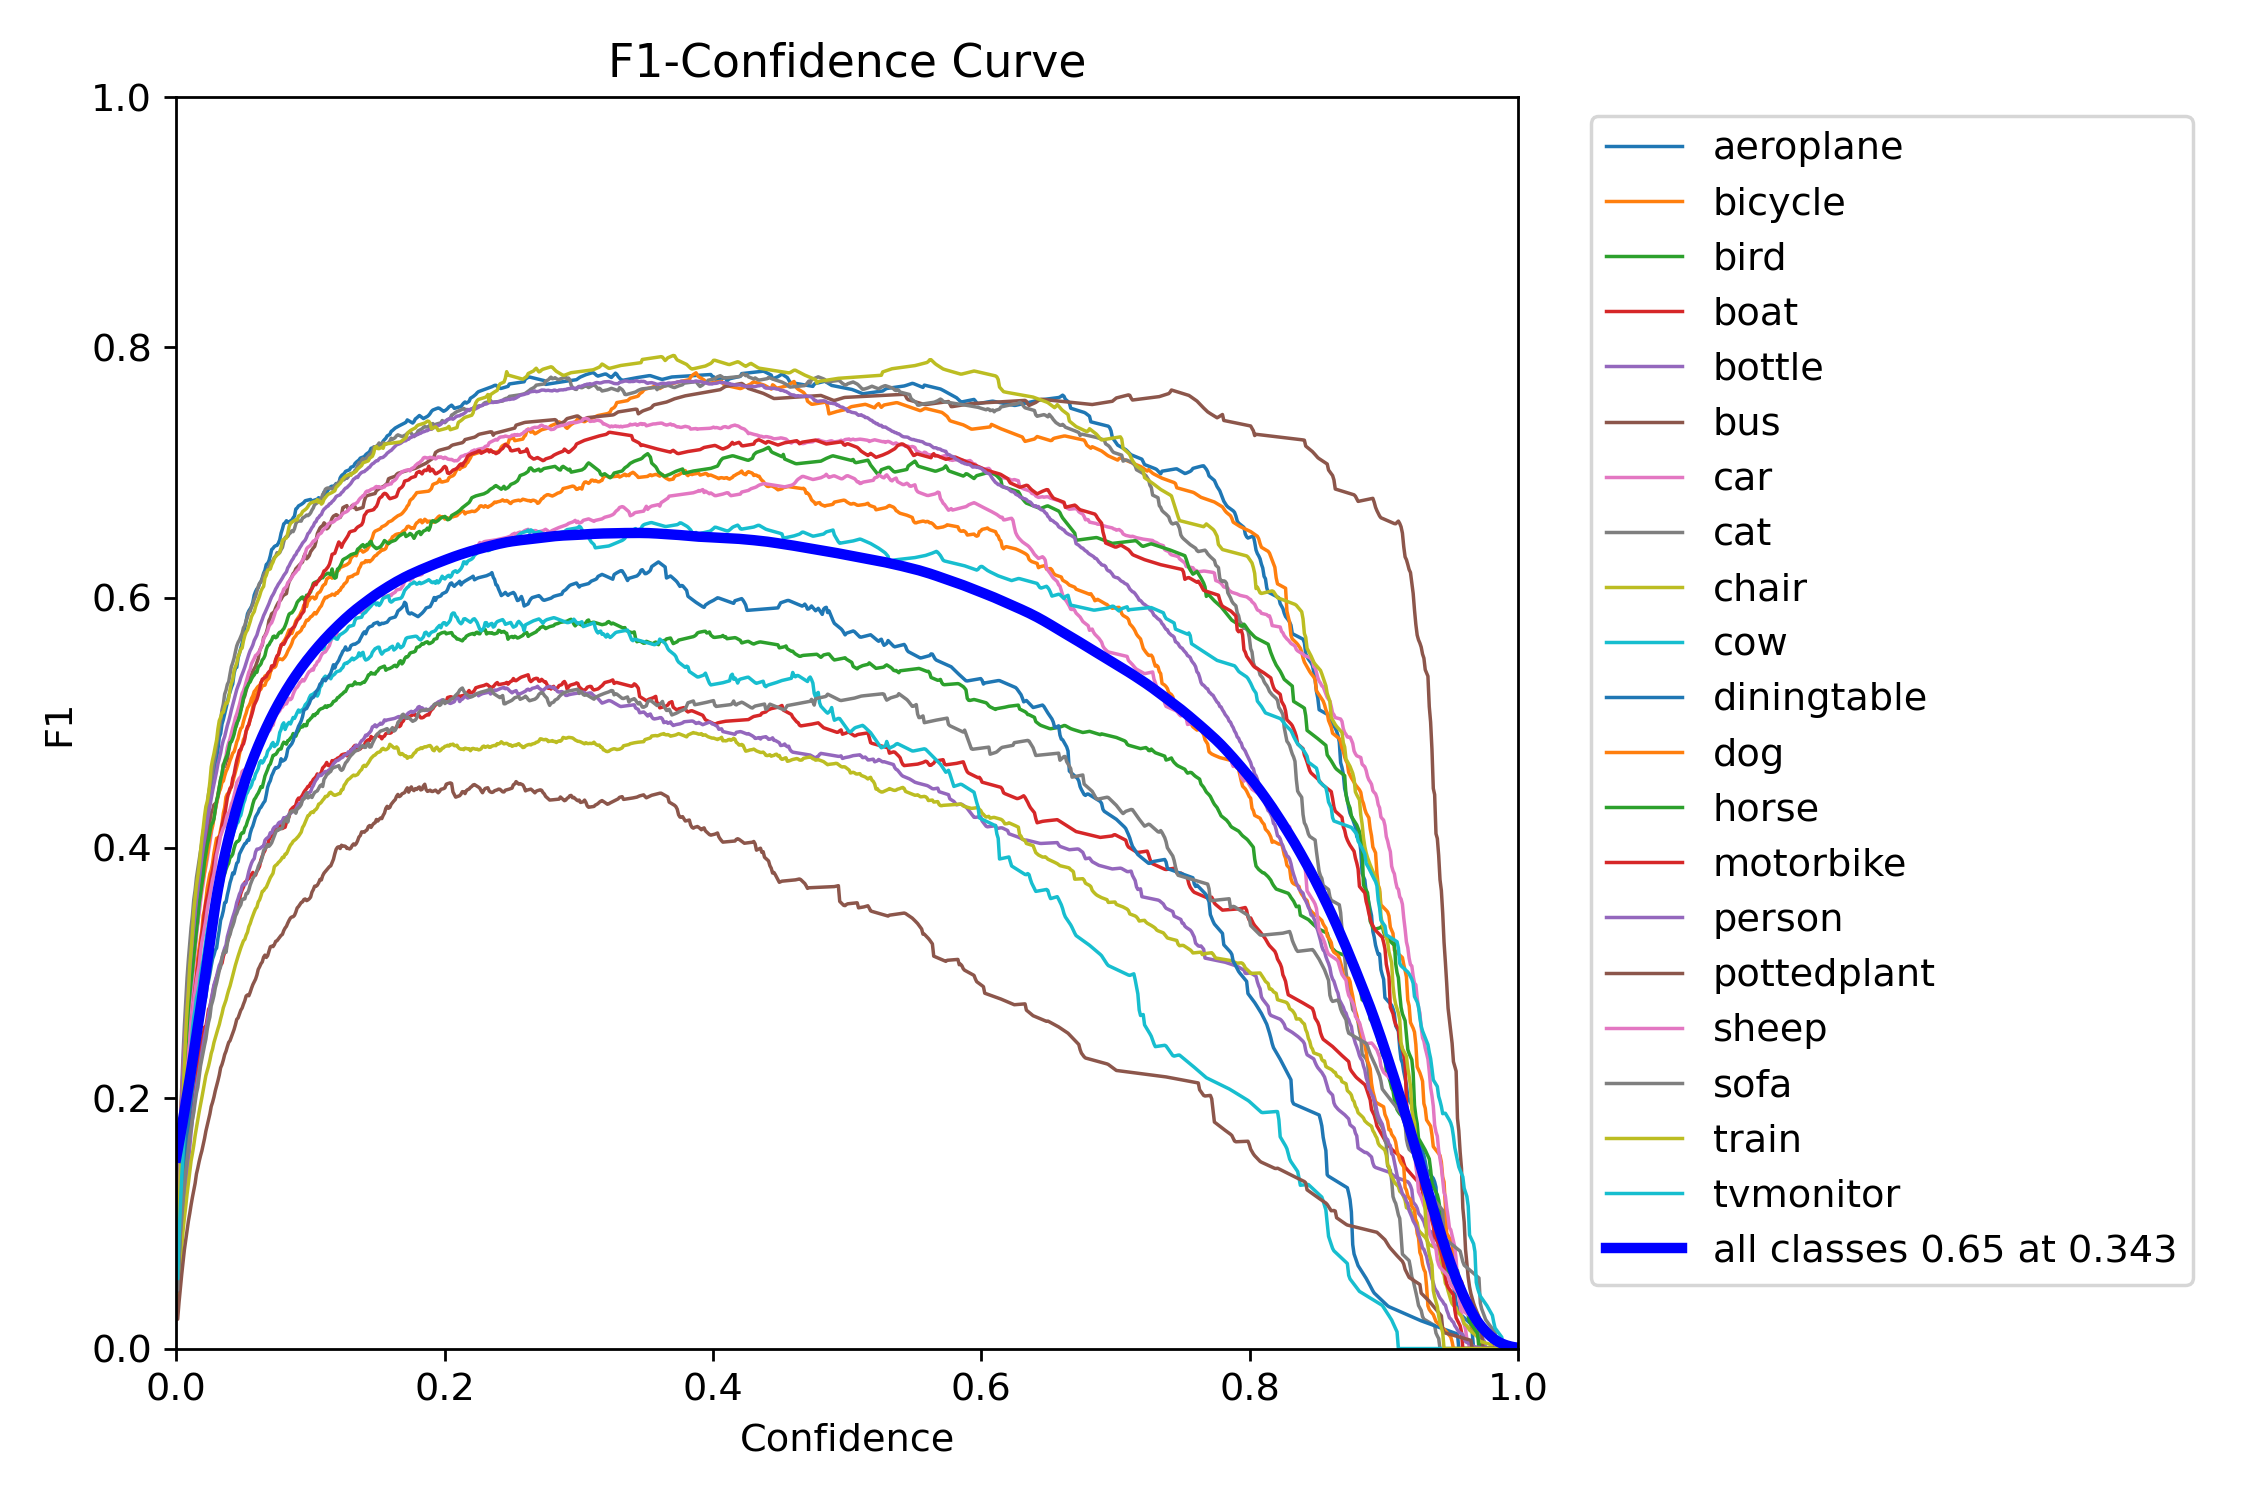 F1-Confidence Curve
1.0
0.8
0.6
0.4
0.2
0.0
F1
0.0 0.2 0.4 0.6 0.8 1.0
Confidence
aeroplane
bicycle
bird
boat
bottle
bus
car
cat
chair
cow
diningtable
dog
horse
motorbike
person
pottedplant
sheep
sofa
train
tvmonitor
all classes 0.65 at 0.343